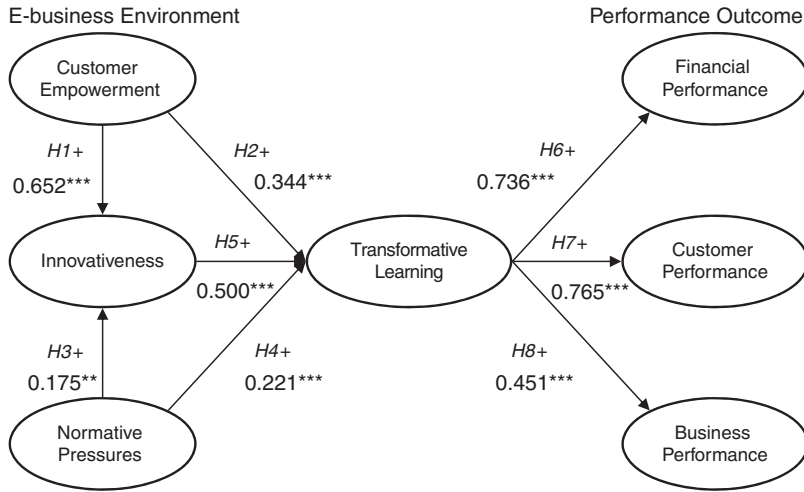 E-business Environment
Performance Outcome
Customer
Empowerment
Financial
Performance
H1+
0.652***
H2+
0.344***
H6+
0.736***
Innovativeness
H5+
0.500***
Transformative
Learning
H7+
0.765***
Customer
Performance
H3+
0.175**
H4+
0.221***
H8+
0.451***
Normative
Pressures
Business
Performance